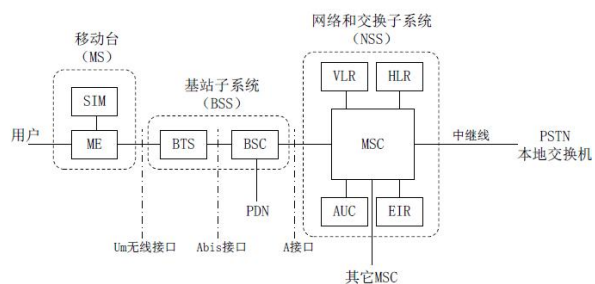 网络和交换子系统
（NSS）
移动台
（MS）
基站子系统
（BSS）
VLR
HLR
SIM
用户
ME
BTS
BSC
MSC
中继线
PSTN
本地交换机
PDN
AUC
EIR
Um无线接口
Abis接口
A接口
其它MSC